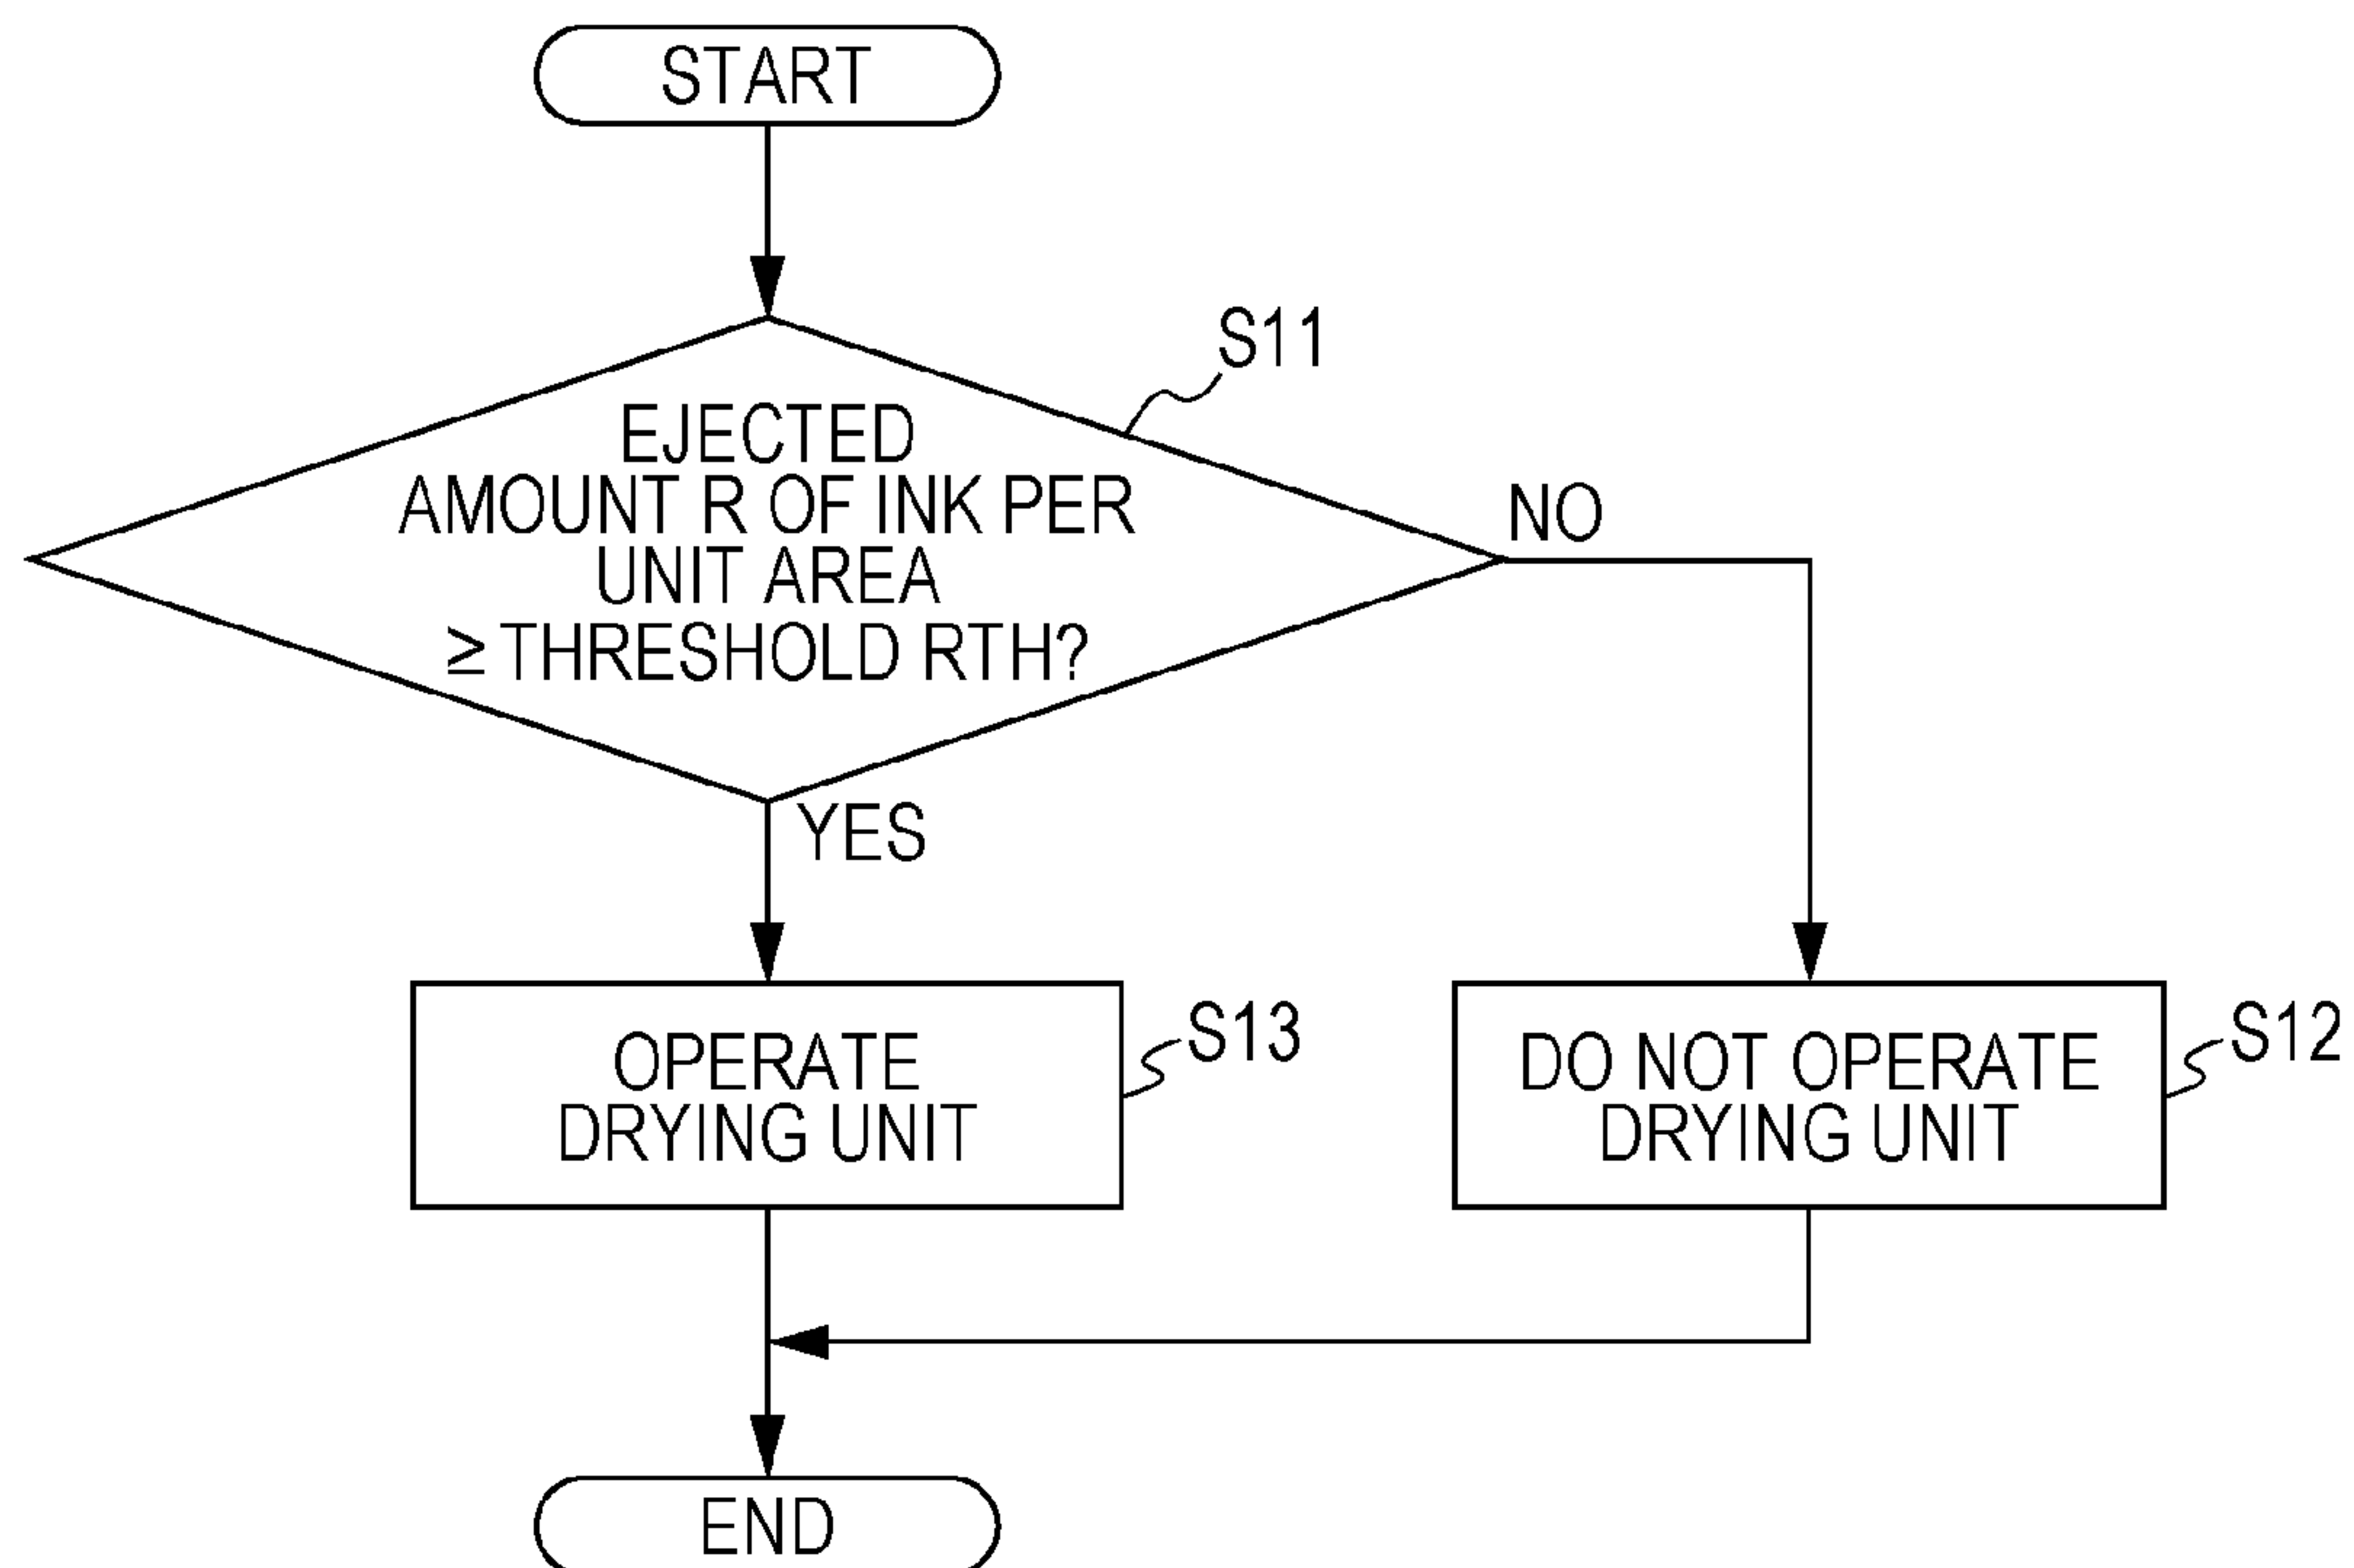 START
S11
EJECTED
AMOUNT R OF INK PER
UNIT AREA
≥ THRESHOLD RTH?
NO
YES
OPERATE
DRYING UNIT
S13
DO NOT OPERATE
DRYING UNIT
S12
END